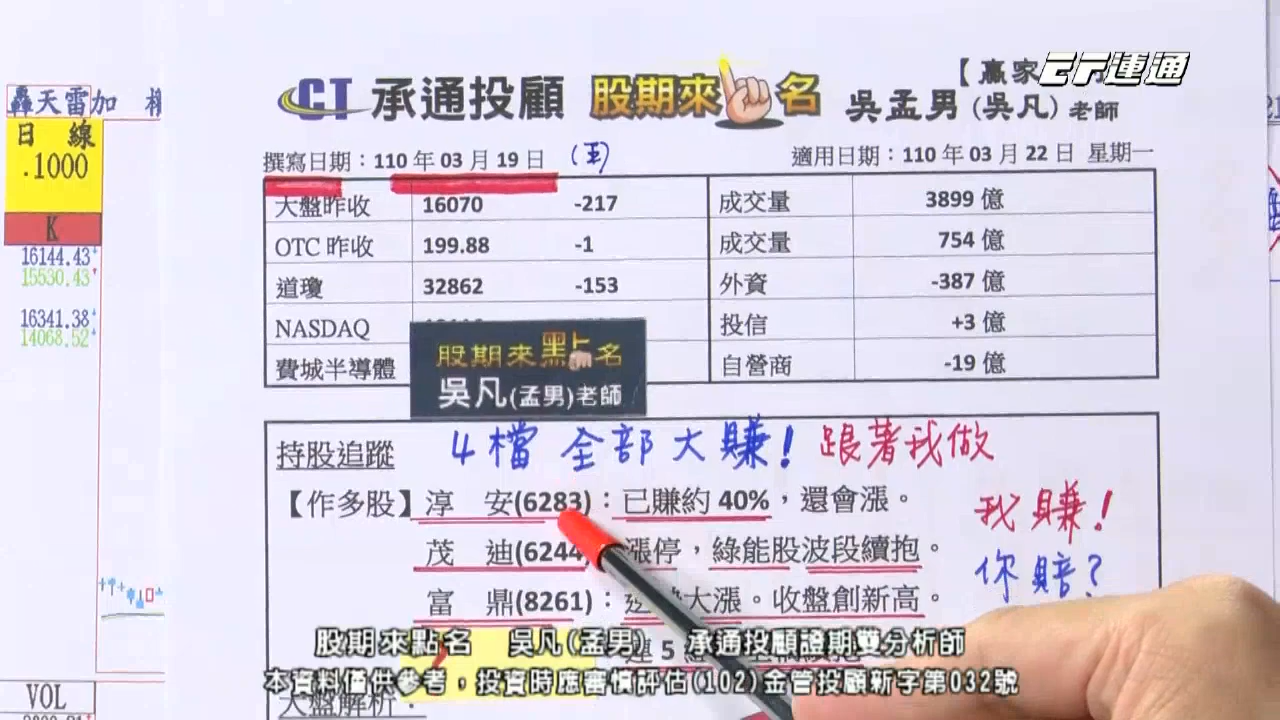 轟天雷加 權
日 線
.1000
K
16144.43
15530.43
16341.38
14068.52
VOL
CT 承通投顧 股期來 名 吳孟男(吳凡)老師
【贏家
EF運通
撰寫日期：110 年 03 月 19 日 (五) 適用日期：110 年 03 月 22 日 星期一
大盤昨收 16070 -217 成交量 3899 億
OTC 昨收 199.88 -1 成交量 754 億
道瓊 32862 -153 外資 -387 億
NASDAQ 投信 +3 億
費城半導體 自營商 -19 億
股期來點名
吳凡(孟男)老師
持股追蹤 4檔 全部大賺! 跟著我做
【作多股】淳 安(6283)：已賺約 40%，還會漲。
我賺!
茂 迪(6244 漲停，綠能股波段續抱。
你賠?
富 鼎(8261)： 大漲。收盤創新高。
連 5
股期來點名 吳凡(孟男) 承通投顧證期雙分析師
本資料僅供參考，投資時應審慎評估(102)金管投顧新字第032號
大盤解析：